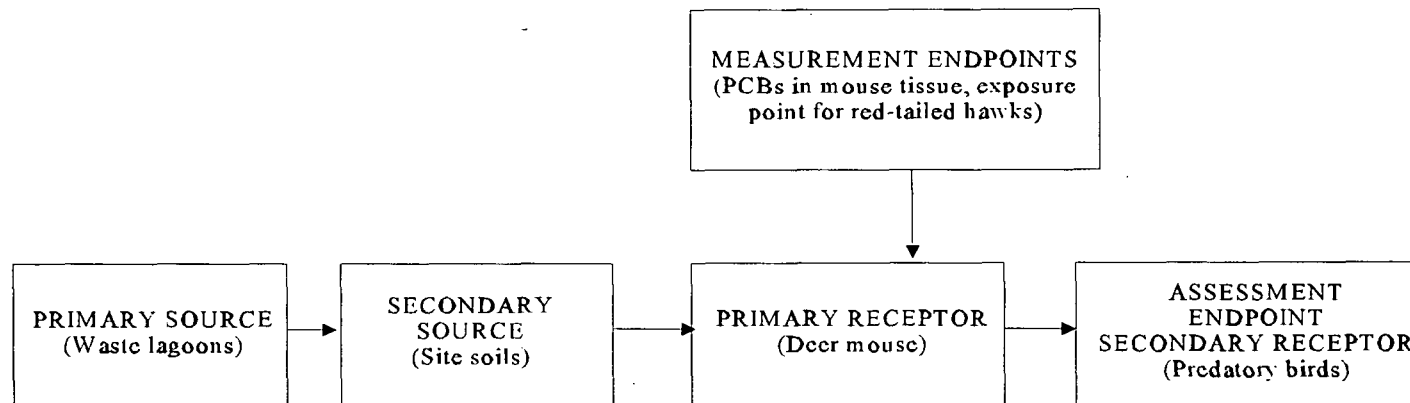 MEASUREMENT ENDPOINTS
(PCBs in mouse tissue, exposure
point for red-tailed hawks)
PRIMARY SOURCE
(Waste lagoons)
SECONDARY
SOURCE
(Site soils)
PRIMARY RECEPTOR
(Deer mouse)
ASSESSMENT
ENDPOINT
SECONDARY RECEPTOR
(Predatory birds)